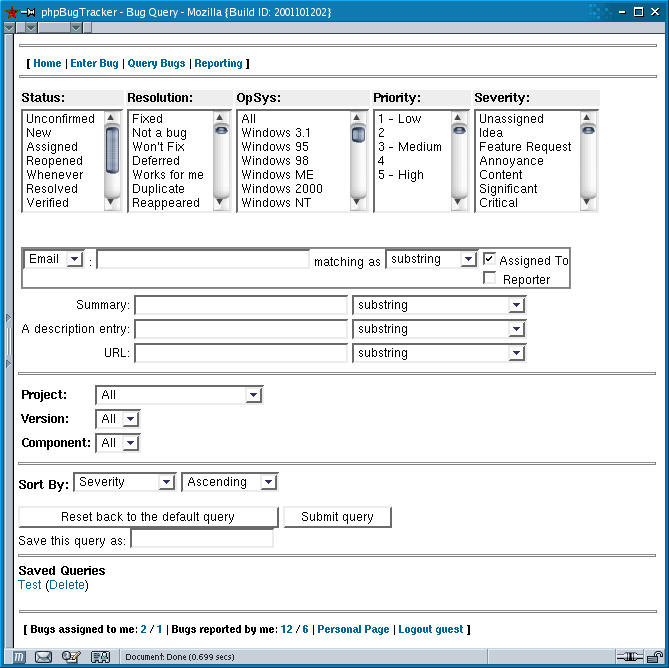 phpBugTracker - Bug Query - Mozilla {Build ID: 2001101202}
[ Home | Enter Bug | Query Bugs | Reporting ]
Status: Resolution: OpSys: Priority: Severity:
Unconfirmed Fixed All 1 - Low Unassigned
New Not a bug Windows 3.1 2 Idea
Assigned Won't Fix Windows 95 3 - Medium Feature Request
Reopened Deferred Windows 98 4 Annoyance
Whenever Works for me Windows ME 5 - High Content
Resolved Duplicate Windows 2000 Significant
Verified Reappeared Windows NT Critical
Email : matching as substring Assigned To
Reporter
Summary: substring
A description entry: substring
URL: substring
Project: All
Version: All
Component: All
Sort By: Severity Ascending
Reset back to the default query Submit query
Save this query as:
Saved Queries
Test (Delete)
[ Bugs assigned to me: 2 / 1 | Bugs reported by me: 12 / 6 | Personal Page | Logout guest ]
Document: Done (0.699 secs)